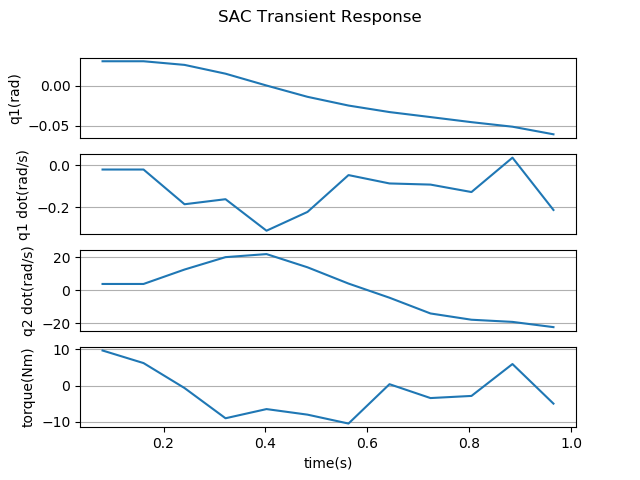 SAC Transient Response
q1(rad)
0.00
−0.05
q1 dot(rad/s)
0.0
−0.2
q2 dot(rad/s)
20
0
−20
torque(Nm)
10
0
−10
0.2 0.4 0.6 0.8 1.0
time(s)